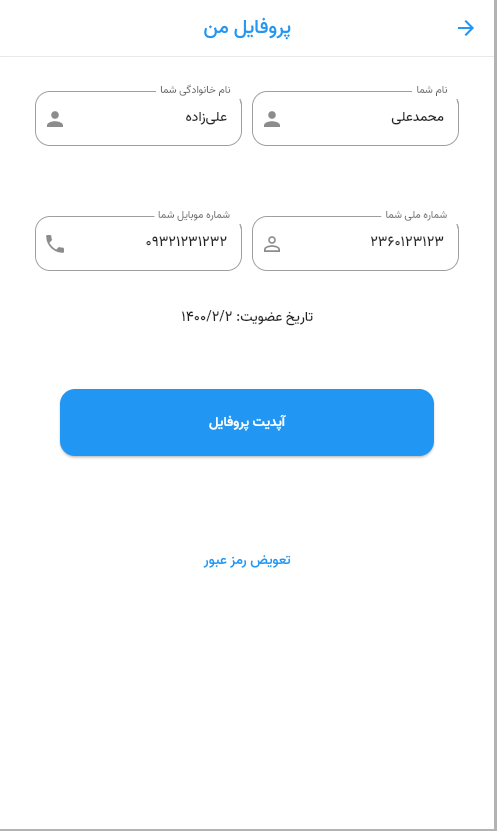 پروفایل من
نام شما
محمدعلی
نام خانوادگی شما
علی‌زاده
شماره ملی شما
۲۳۶۰۱۲۳۱۲۳
شماره موبایل شما
۰۹۳۲۱۲۳۱۲۳۲
تاریخ عضویت: ۱۴۰۰/۲/۲
آپدیت پروفایل
تعویض رمز عبور